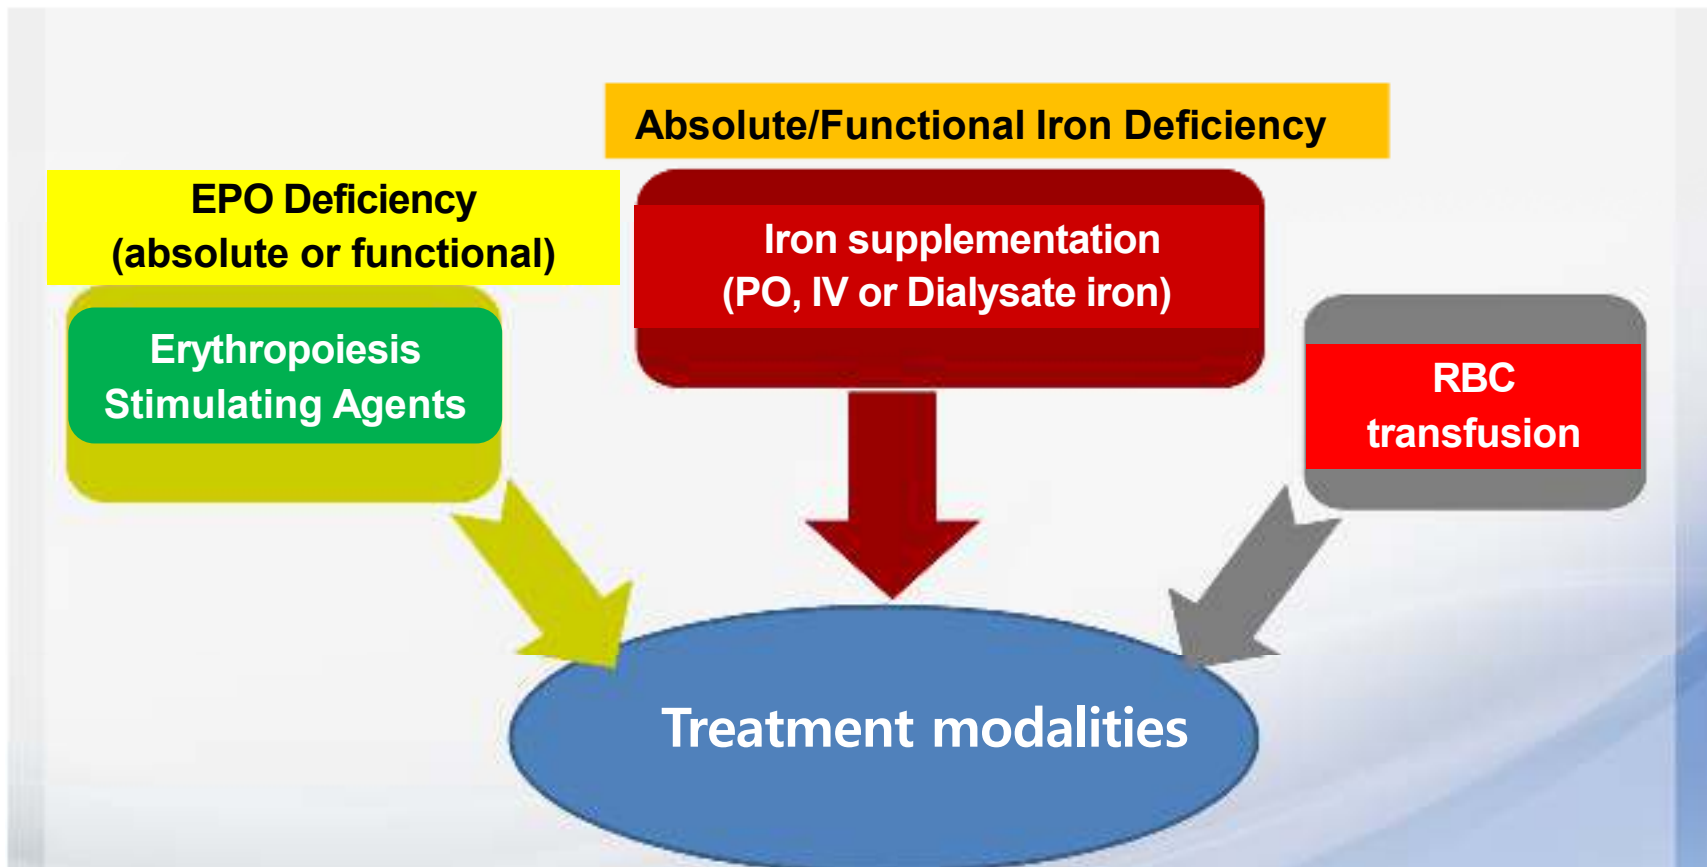 Absolute/Functional Iron Deficiency
EPO Deficiency
(absolute or functional)
Iron supplementation
(PO, IV or Dialysate iron)
Erythropoiesis
Stimulating Agents
RBC
transfusion
Treatment modalities